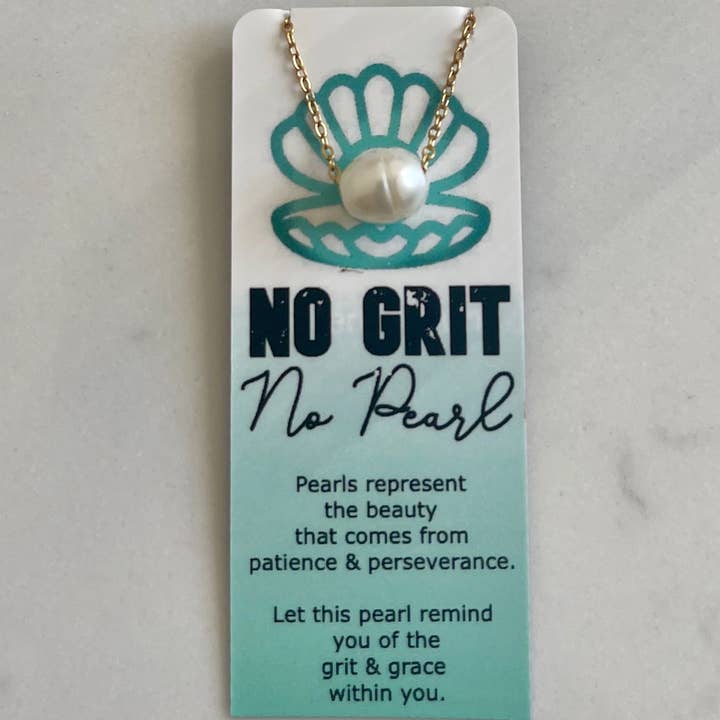 NO GRIT
No Pearl
Pearls represent
the beauty
that comes from
patience & perseverance.
Let this pearl remind
you of the
grit & grace
within you.